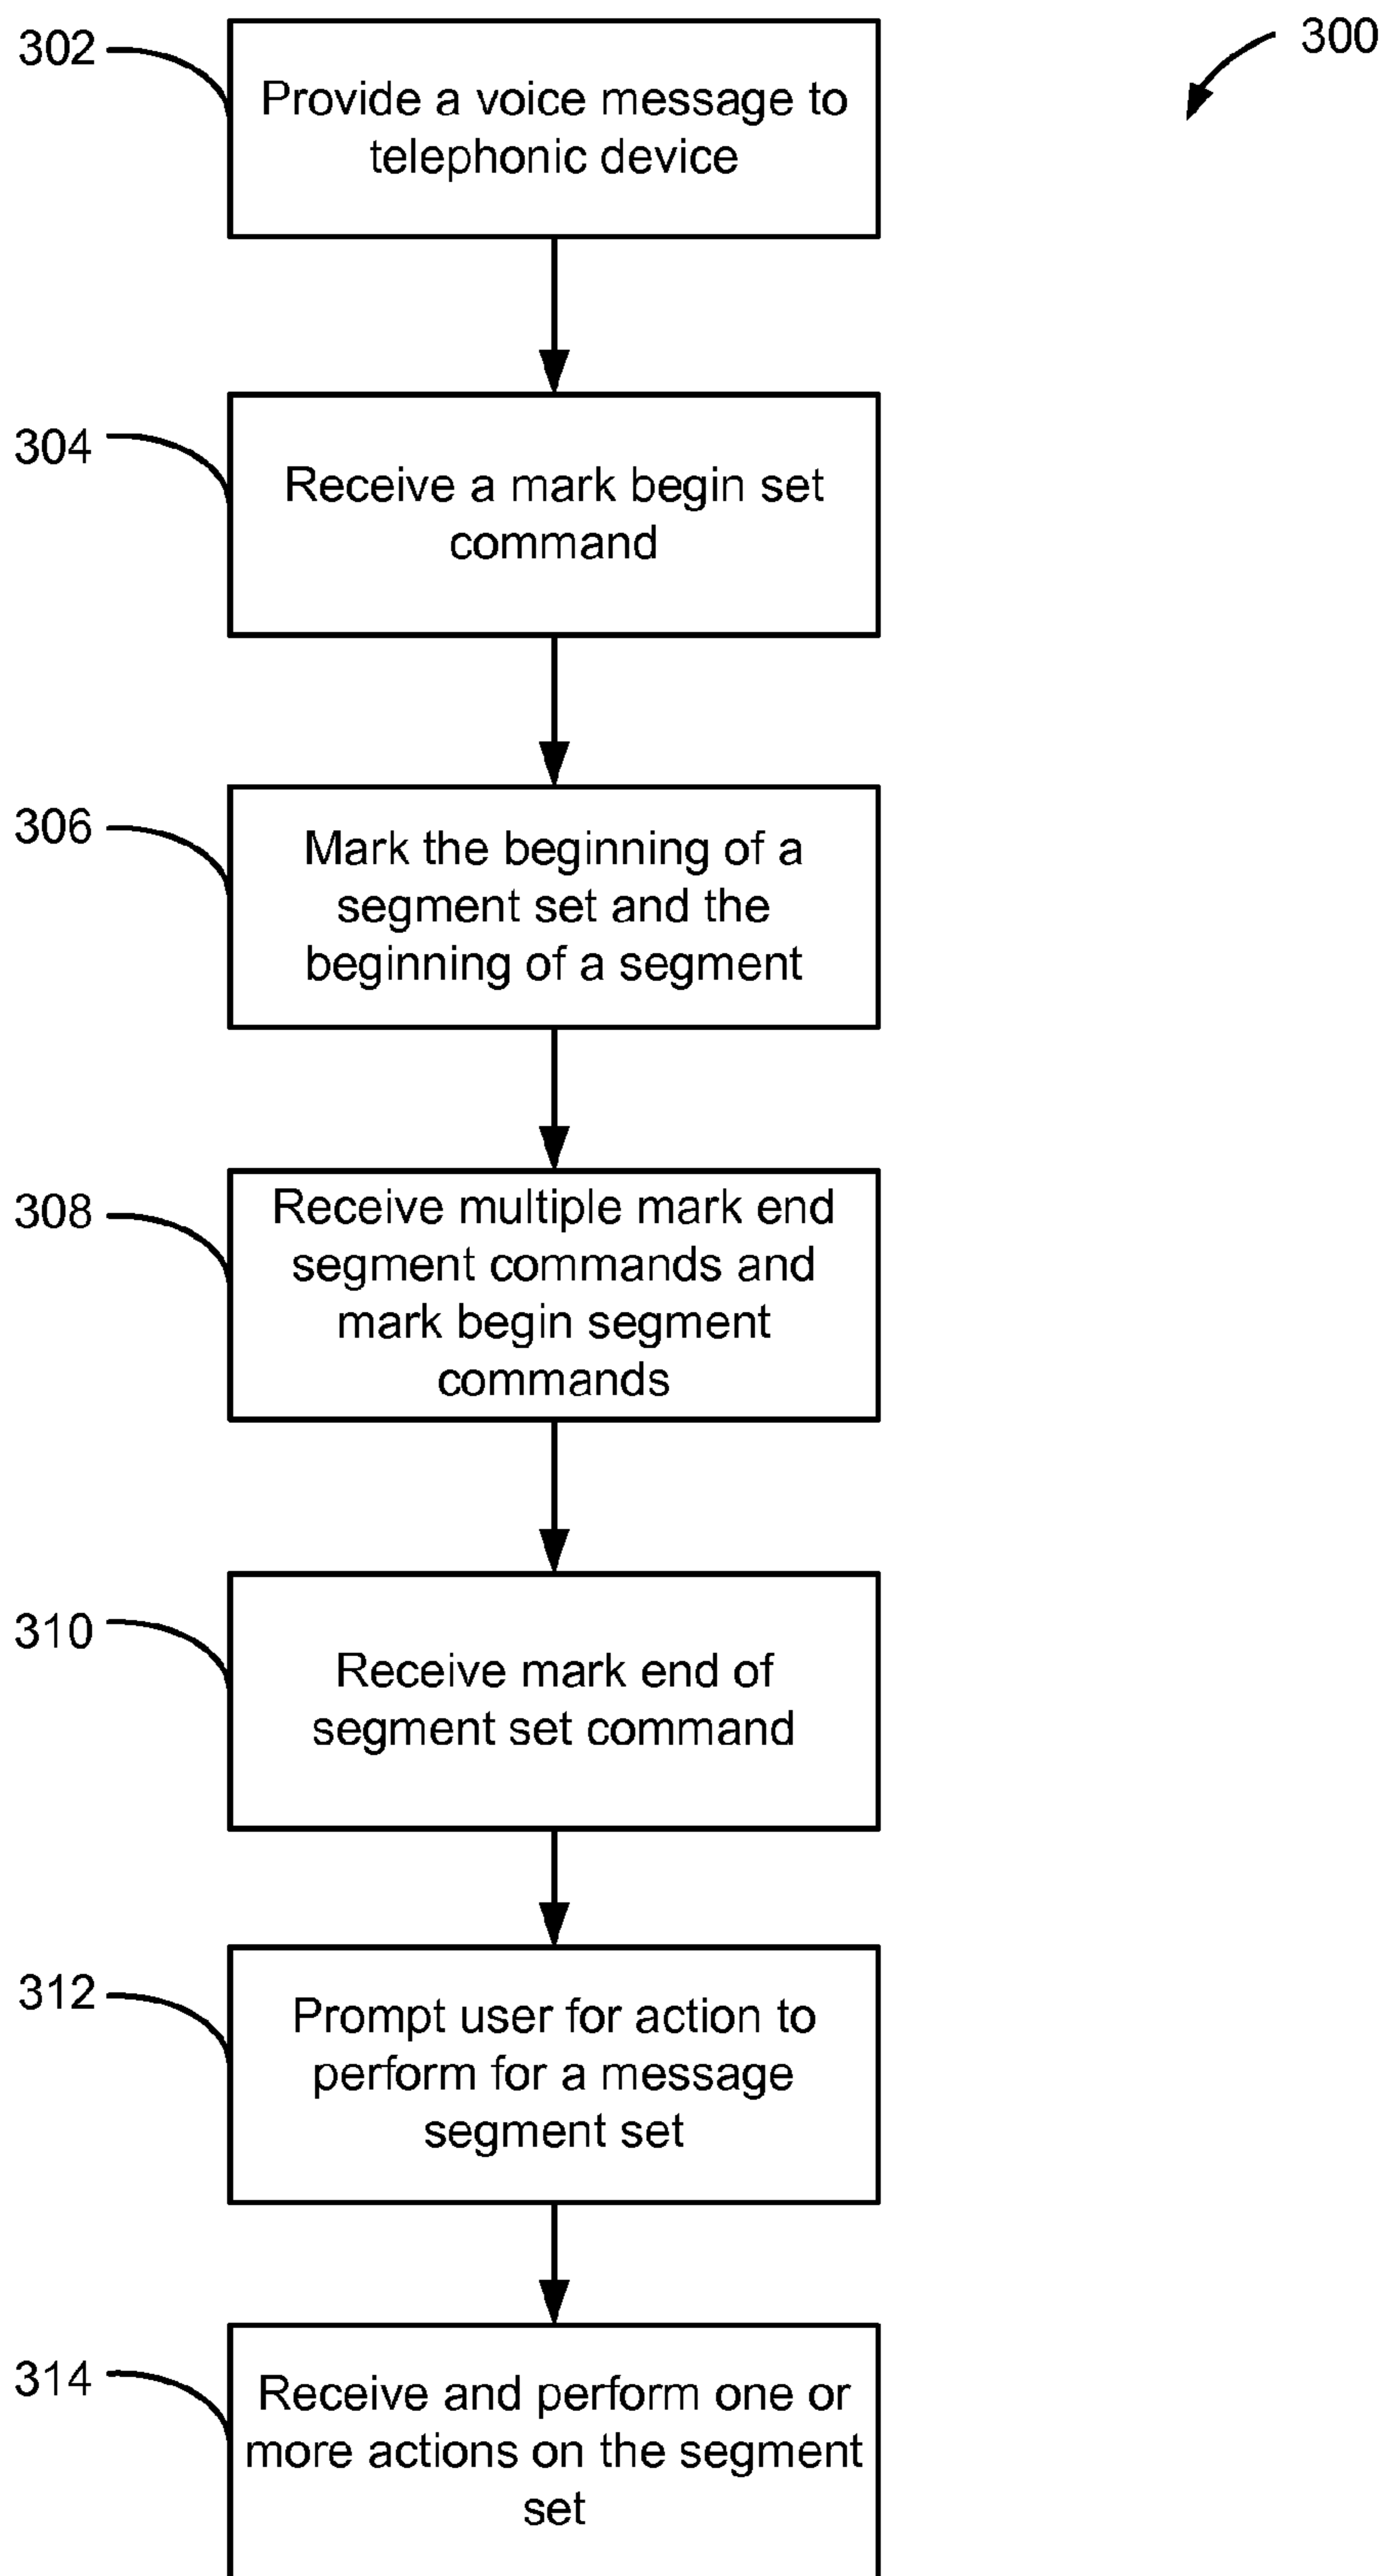 300
302
Provide a voice message to
telephonic device
304
Receive a mark begin set
command
306
Mark the beginning of a
segment set and the
beginning of a segment
308
Receive multiple mark end
segment commands and
mark begin segment
commands
310
Receive mark end of
segment set command
312
Prompt user for action to
perform for a message
segment set
314
Receive and perform one or
more actions on the segment
set